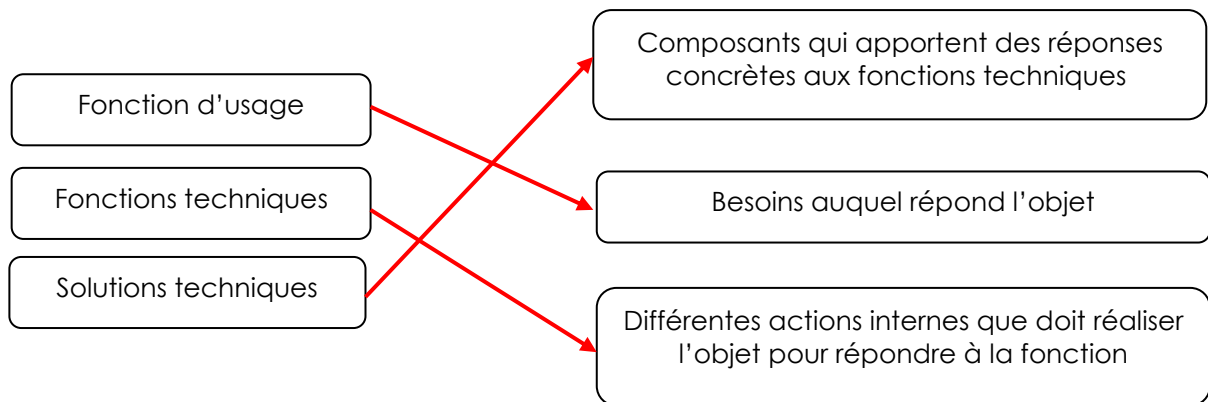 Fonction d’usage
Fonctions techniques
Solutions techniques
Composants qui apportent des réponses
concrètes aux fonctions techniques
Besoins auquel répond l’objet
Différentes actions internes que doit réaliser
l’objet pour répondre à la fonction